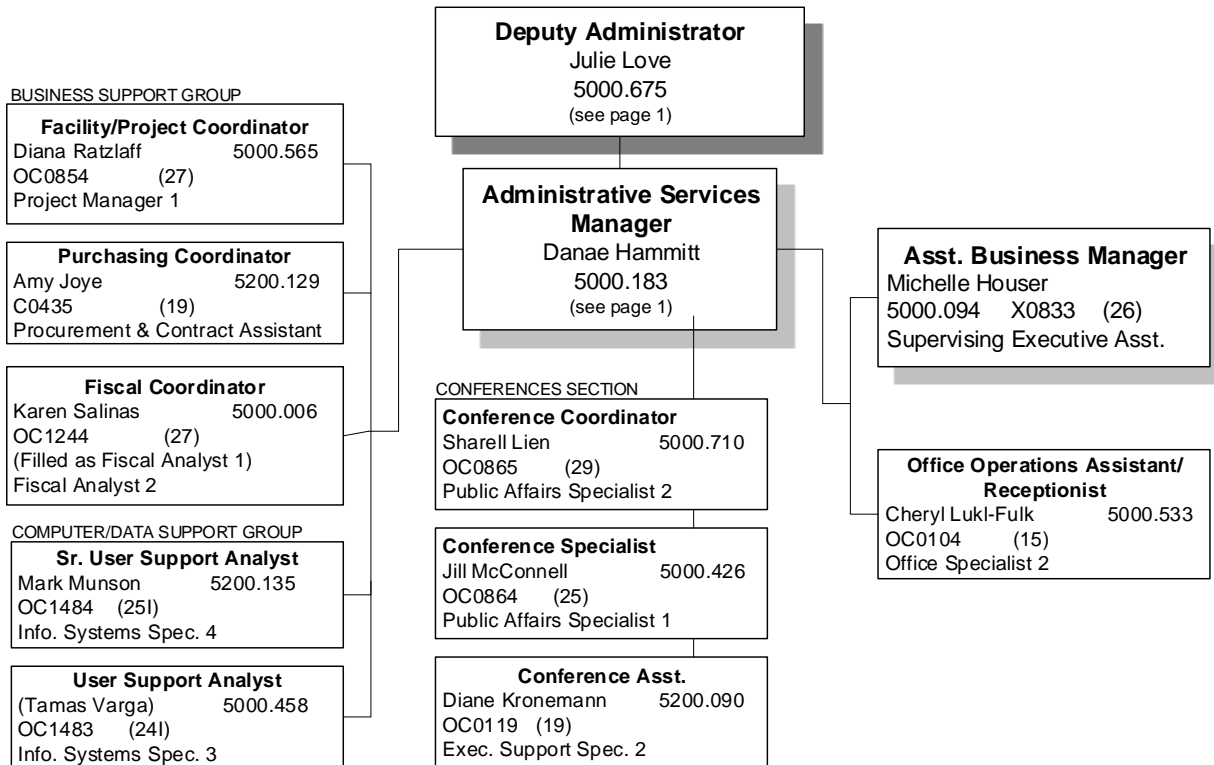 Deputy Administrator
Julie Love
5000.675
(see page 1)
BUSINESS SUPPORT GROUP
Facility/Project Coordinator
Diana Ratzlaff 5000.565
OC0854 (27)
Project Manager 1
Purchasing Coordinator
Amy Joye 5200.129
C0435 (19)
Procurement & Contract Assistant
Fiscal Coordinator
Karen Salinas 5000.006
OC1244 (27)
(Filled as Fiscal Analyst 1)
Fiscal Analyst 2
COMPUTER/DATA SUPPORT GROUP
Sr. User Support Analyst
Mark Munson 5200.135
OC1484 (25I)
Info. Systems Spec. 4
User Support Analyst
(Tamas Varga) 5000.458
OC1483 (24I)
Info. Systems Spec. 3
Administrative Services
Manager
Danae Hammitt
5000.183
(see page 1)
CONFERENCES SECTION
Conference Coordinator
Sharell Lien 5000.710
OC0865 (29)
Public Affairs Specialist 2
Conference Specialist
Jill McConnell 5000.426
OC0864 (25)
Public Affairs Specialist 1
Conference Asst.
Diane Kronemann 5200.090
OC0119 (19)
Exec. Support Spec. 2
Asst. Business Manager
Michelle Houser
5000.094 X0833 (26)
Supervising Executive Asst.
Office Operations Assistant/
Receptionist
Cheryl Lukl-Fulk 5000.533
OC0104 (15)
Office Specialist 2